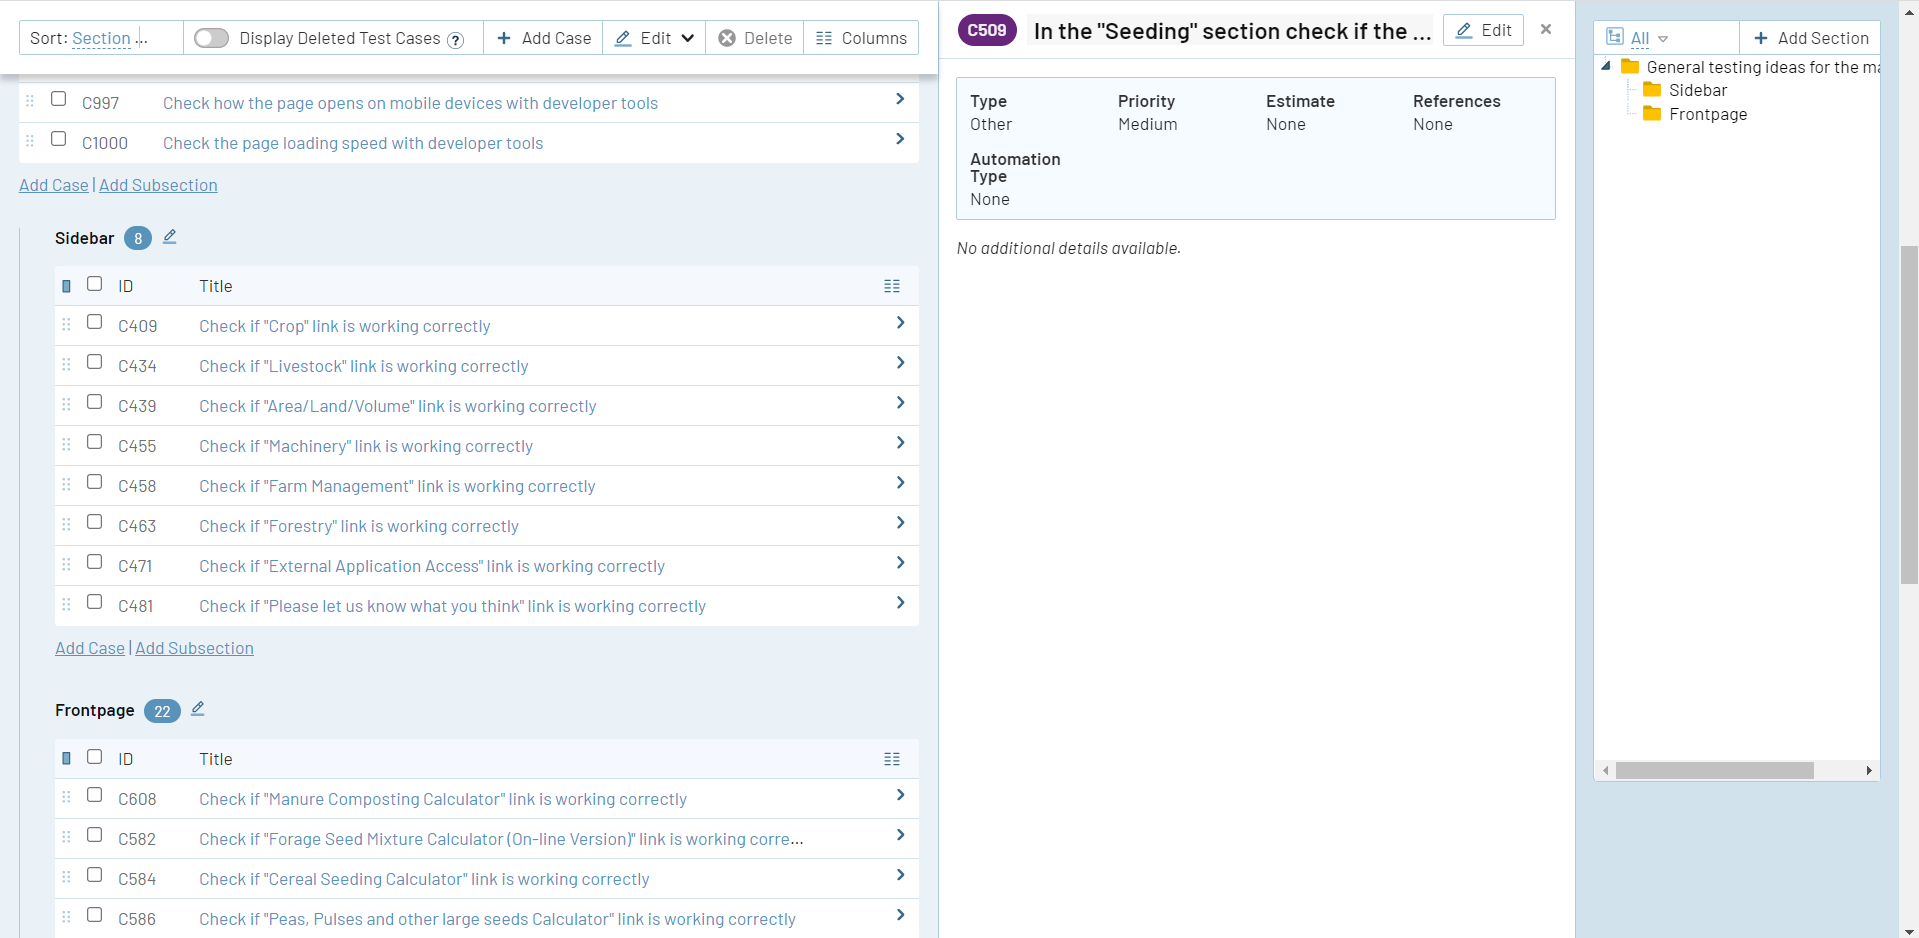 Sort: Section ...
Display Deleted Test Cases ?
+ Add Case
Edit
Delete
Columns
C997 Check how the page opens on mobile devices with developer tools
C1000 Check the page loading speed with developer tools
Add Case | Add Subsection
Sidebar 8
ID Title
C409 Check if "Crop" link is working correctly
C434 Check if "Livestock" link is working correctly
C439 Check if "Area/Land/Volume" link is working correctly
C455 Check if "Machinery" link is working correctly
C458 Check if "Farm Management" link is working correctly
C463 Check if "Forestry" link is working correctly
C471 Check if "External Application Access" link is working correctly
C481 Check if "Please let us know what you think" link is working correctly
Add Case | Add Subsection
Frontpage 22
ID Title
C608 Check if "Manure Composting Calculator" link is working correctly
C582 Check if "Forage Seed Mixture Calculator (On-line Version)" link is working corre...
C584 Check if "Cereal Seeding Calculator" link is working correctly
C586 Check if "Peas, Pulses and other large seeds Calculator" link is working correctly
C509 In the "Seeding" section check if the ...
Edit
Type Priority Estimate References
Other Medium None None
Automation
Type
None
No additional details available.
All
+ Add Section
General testing ideas for the
Sidebar
Frontpage